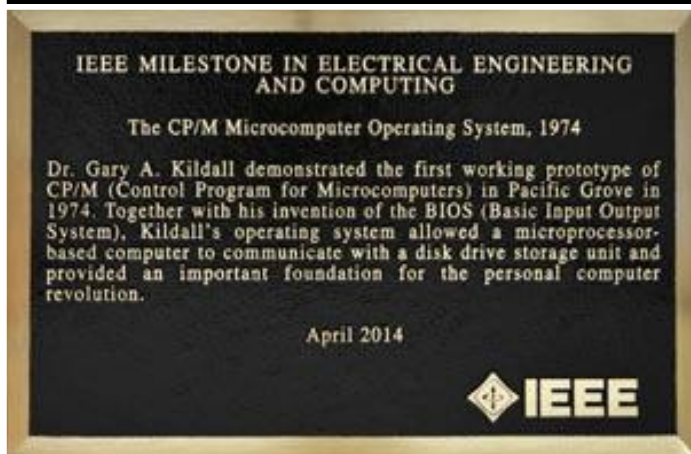 IEEE MILESTONE IN ELECTRICAL ENGINEERING
AND COMPUTING
The CP/M Microcomputer Operating System, 1974
Dr. Gary A. Kildall demonstrated the first working prototype of
CP/M (Control Program for Microcomputers) in Pacific Grove in
1974. Together with his invention of the BIOS (Basic Input Output
System), Kildall's operating system allowed a microprocessor-
based computer to communicate with a disk drive storage unit and
provided an important foundation for the personal computer
revolution.
April 2014
IEEE